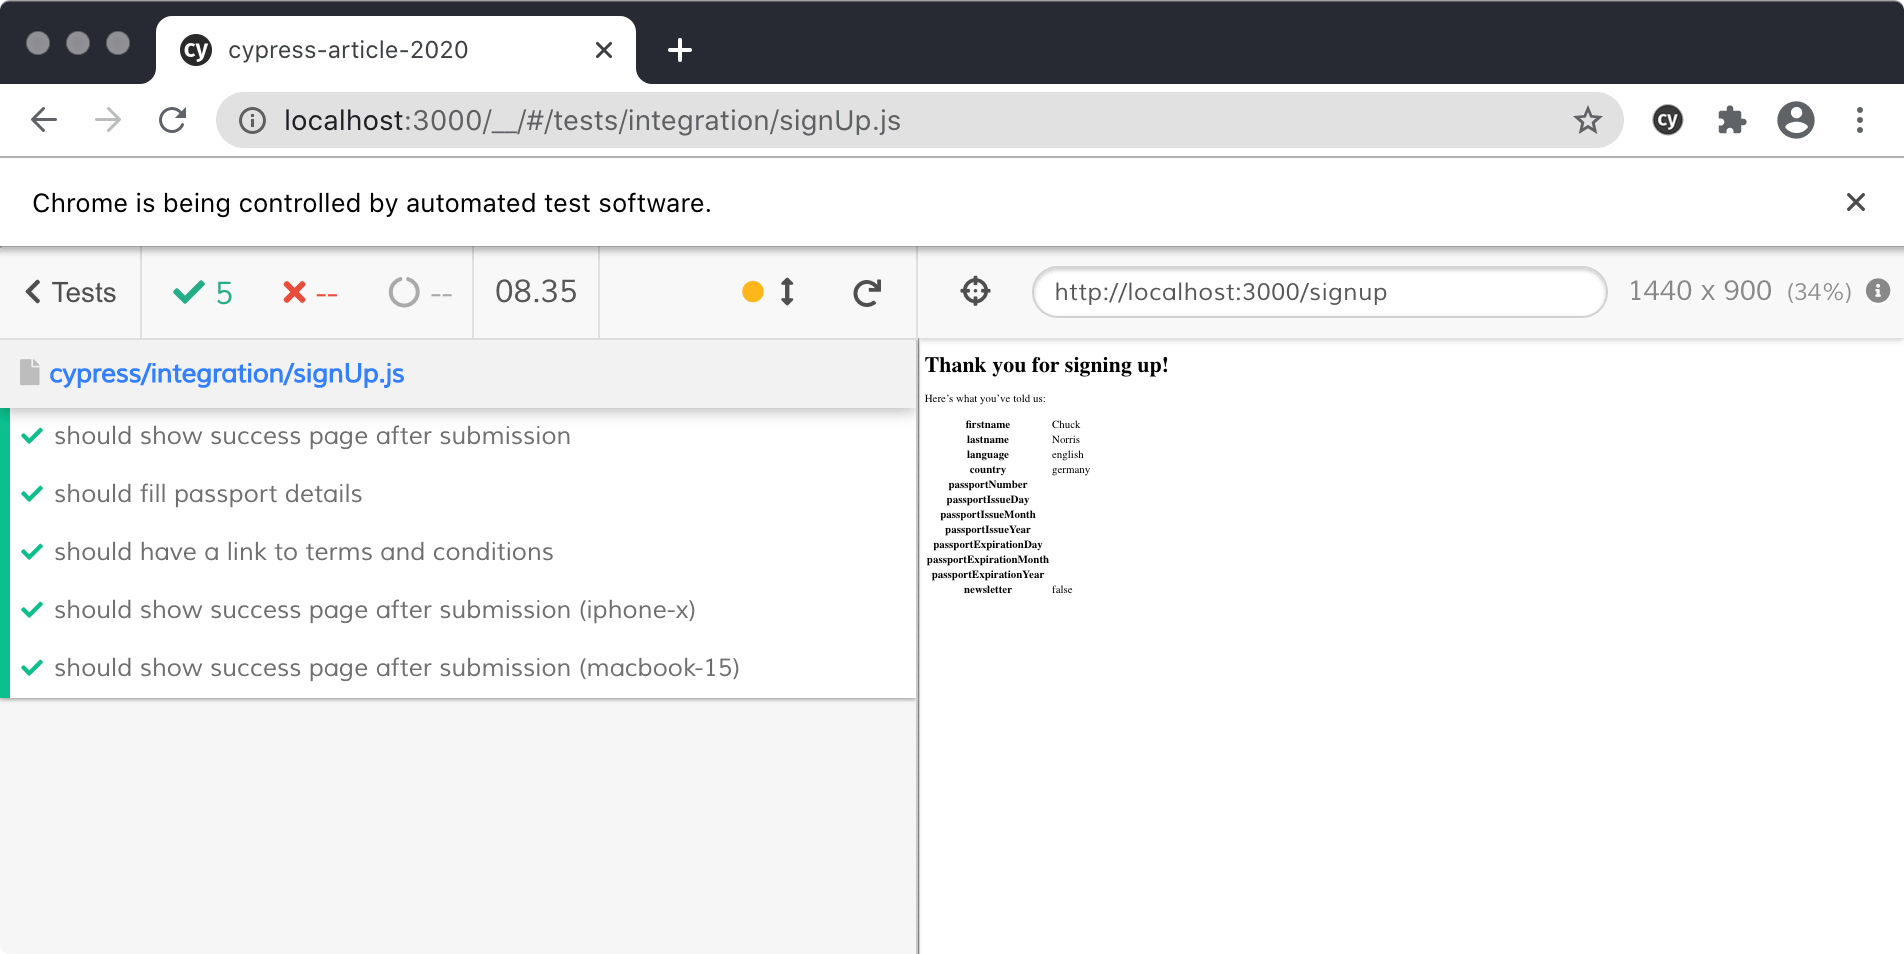 cy cypress-article-2020
localhost:3000/__/#/tests/integration/signUp.js
cy
Chrome is being controlled by automated test software.
Tests 5 -- -- 08.35
http://localhost:3000/signup 1440 x 900 (34%)
cypress/integration/signUp.js
should show success page after submission
should fill passport details
should have a link to terms and conditions
should show success page after submission (iphone-x)
should show success page after submission (macbook-15)
Thank you for signing up!
Here’s what you’ve told us:
firstname Chuck
lastname Norris
language english
country germany
passportNumber
passportIssueDay
passportIssueMonth
passportIssueYear
passportExpirationDay
passportExpirationMonth
passportExpirationYear
newsletter false